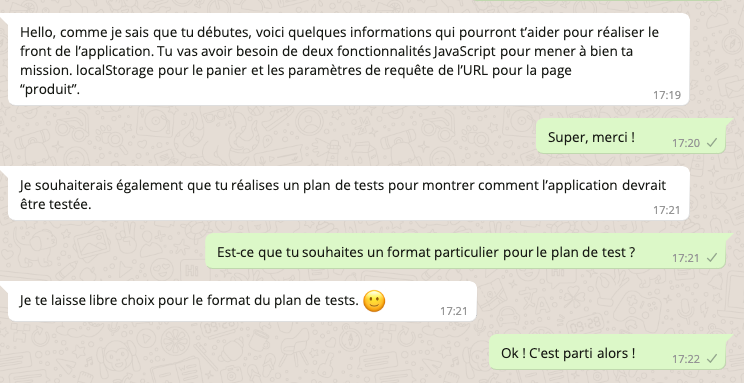 Hello, comme je sais que tu débutes, voici quelques informations qui pourront t’aider pour réaliser le
front de l’application. Tu vas avoir besoin de deux fonctionnalités JavaScript pour mener à bien ta
mission. localStorage pour le panier et les paramètres de requête de l’URL pour la page
“produit”.
17:19
Super, merci !
17:20
Je souhaiterais également que tu réalises un plan de tests pour montrer comment l’application devrait
être testée.
17:21
Est-ce que tu souhaites un format particulier pour le plan de test ?
17:21
Je te laisse libre choix pour le format du plan de tests. 🙂
17:21
Ok ! C'est parti alors !
17:22